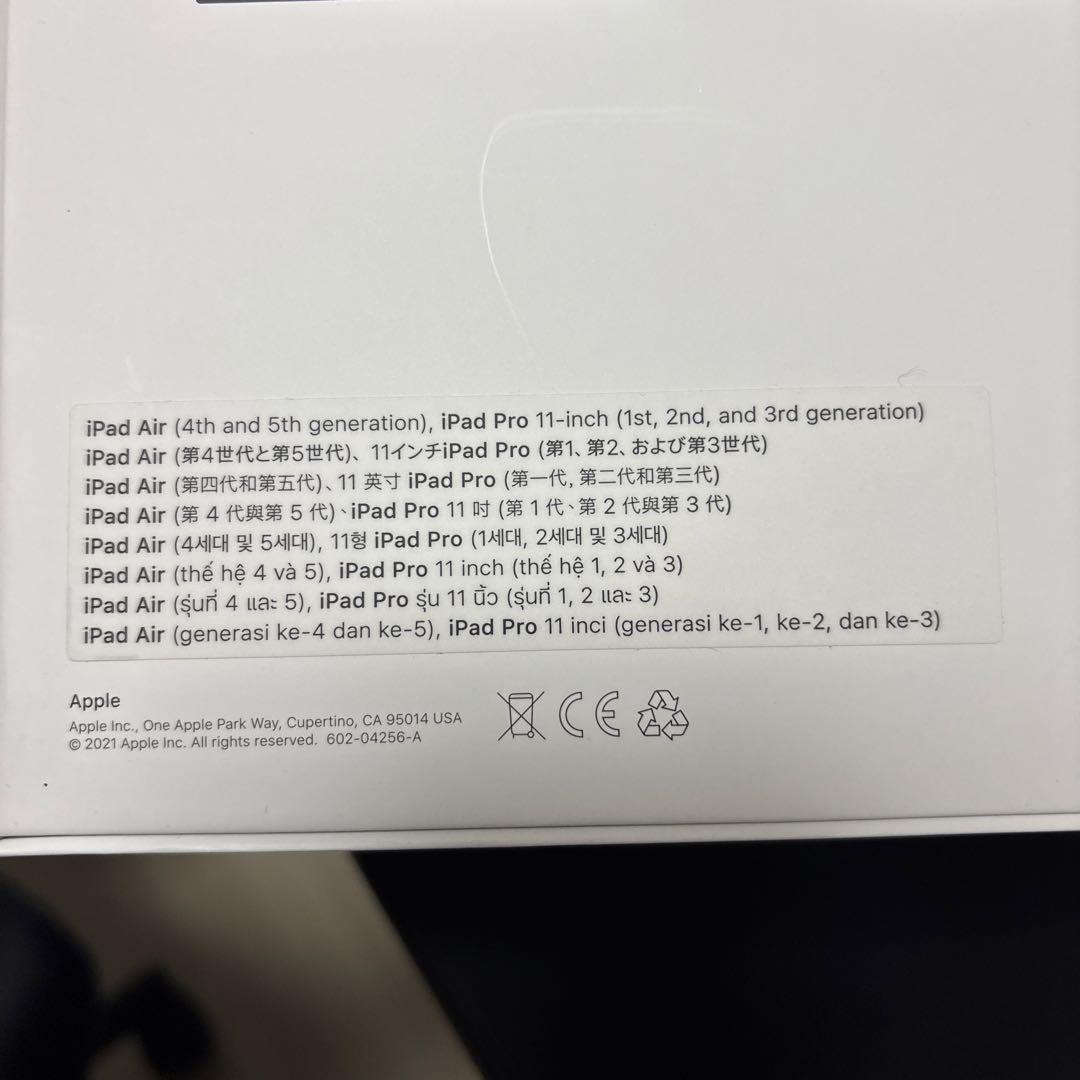 iPad Air (4th and 5th generation), iPad Pro 11-inch (1st, 2nd, and 3rd generation)
iPad Air (第4世代と第5世代)、11インチiPad Pro (第1、第2、および第3世代)
iPad Air (第四代和第五代)、11 英寸 iPad Pro (第一代, 第二代和第三代)
iPad Air (第 4 代與第 5 代)、iPad Pro 11 吋 (第 1 代、第 2 代與第 3 代)
iPad Air (4세대 및 5세대), 11형 iPad Pro (1세대, 2세대 및 3세대)
iPad Air (thế hệ 4 và 5), iPad Pro 11 inch (thế hệ 1, 2 và 3)
iPad Air (รุ่นที่ 4 และ 5), iPad Pro รุ่น 11 นิ้ว (รุ่นที่ 1, 2 และ 3)
iPad Air (generasi ke-4 dan ke-5), iPad Pro 11 inci (generasi ke-1, ke-2, dan ke-3)
Apple
Apple Inc., One Apple Park Way, Cupertino, CA 95014 USA
© 2021 Apple Inc. All rights reserved. 602-04256-A
CE